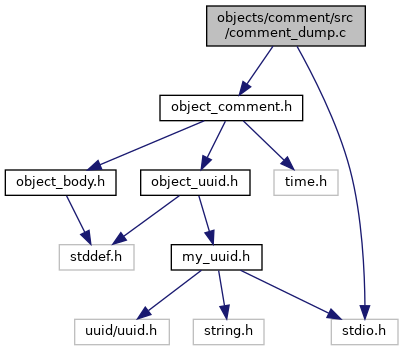 objects/comment/src
/comment_dump.c
object_comment.h
object_body.h
object_uuid.h
time.h
stddef.h
my_uuid.h
uuid/uuid.h
string.h
stdio.h